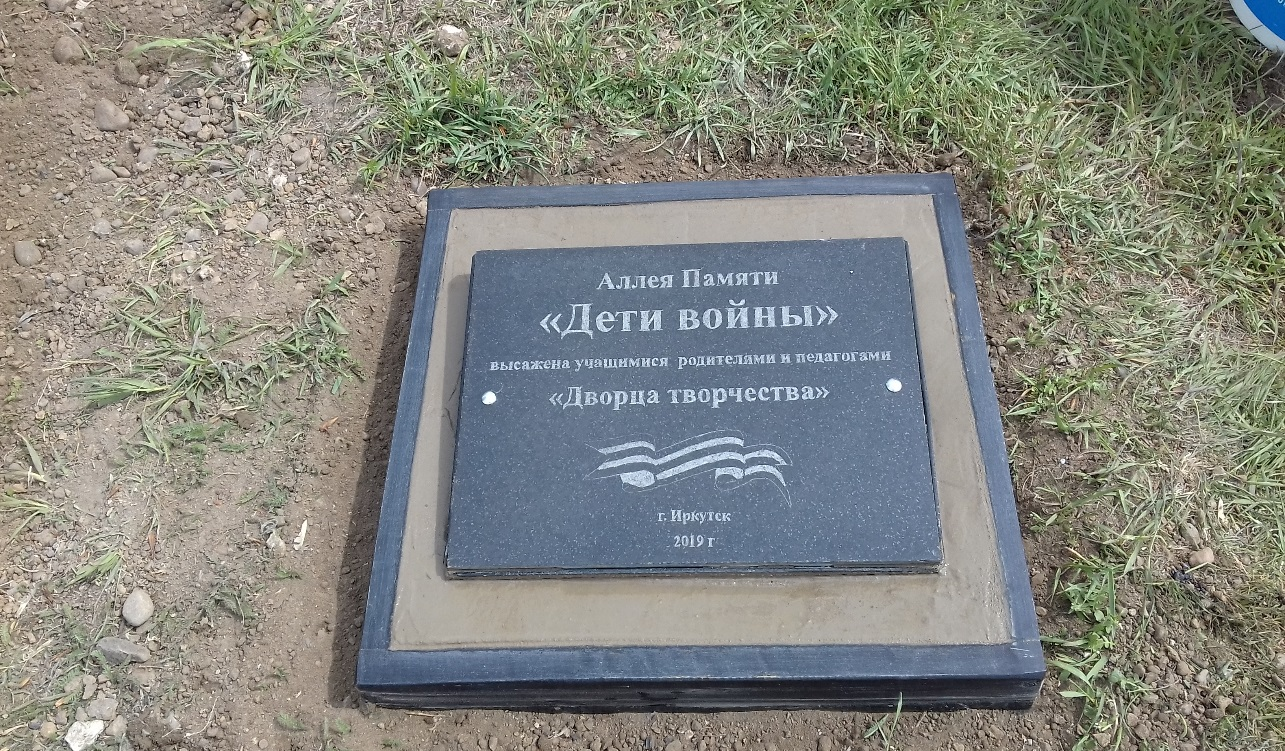 Аллея Памяти
«Дети войны»
высажена учащимися родителями и педагогами
«Дворца творчества»
г. Иркутск
2019 г